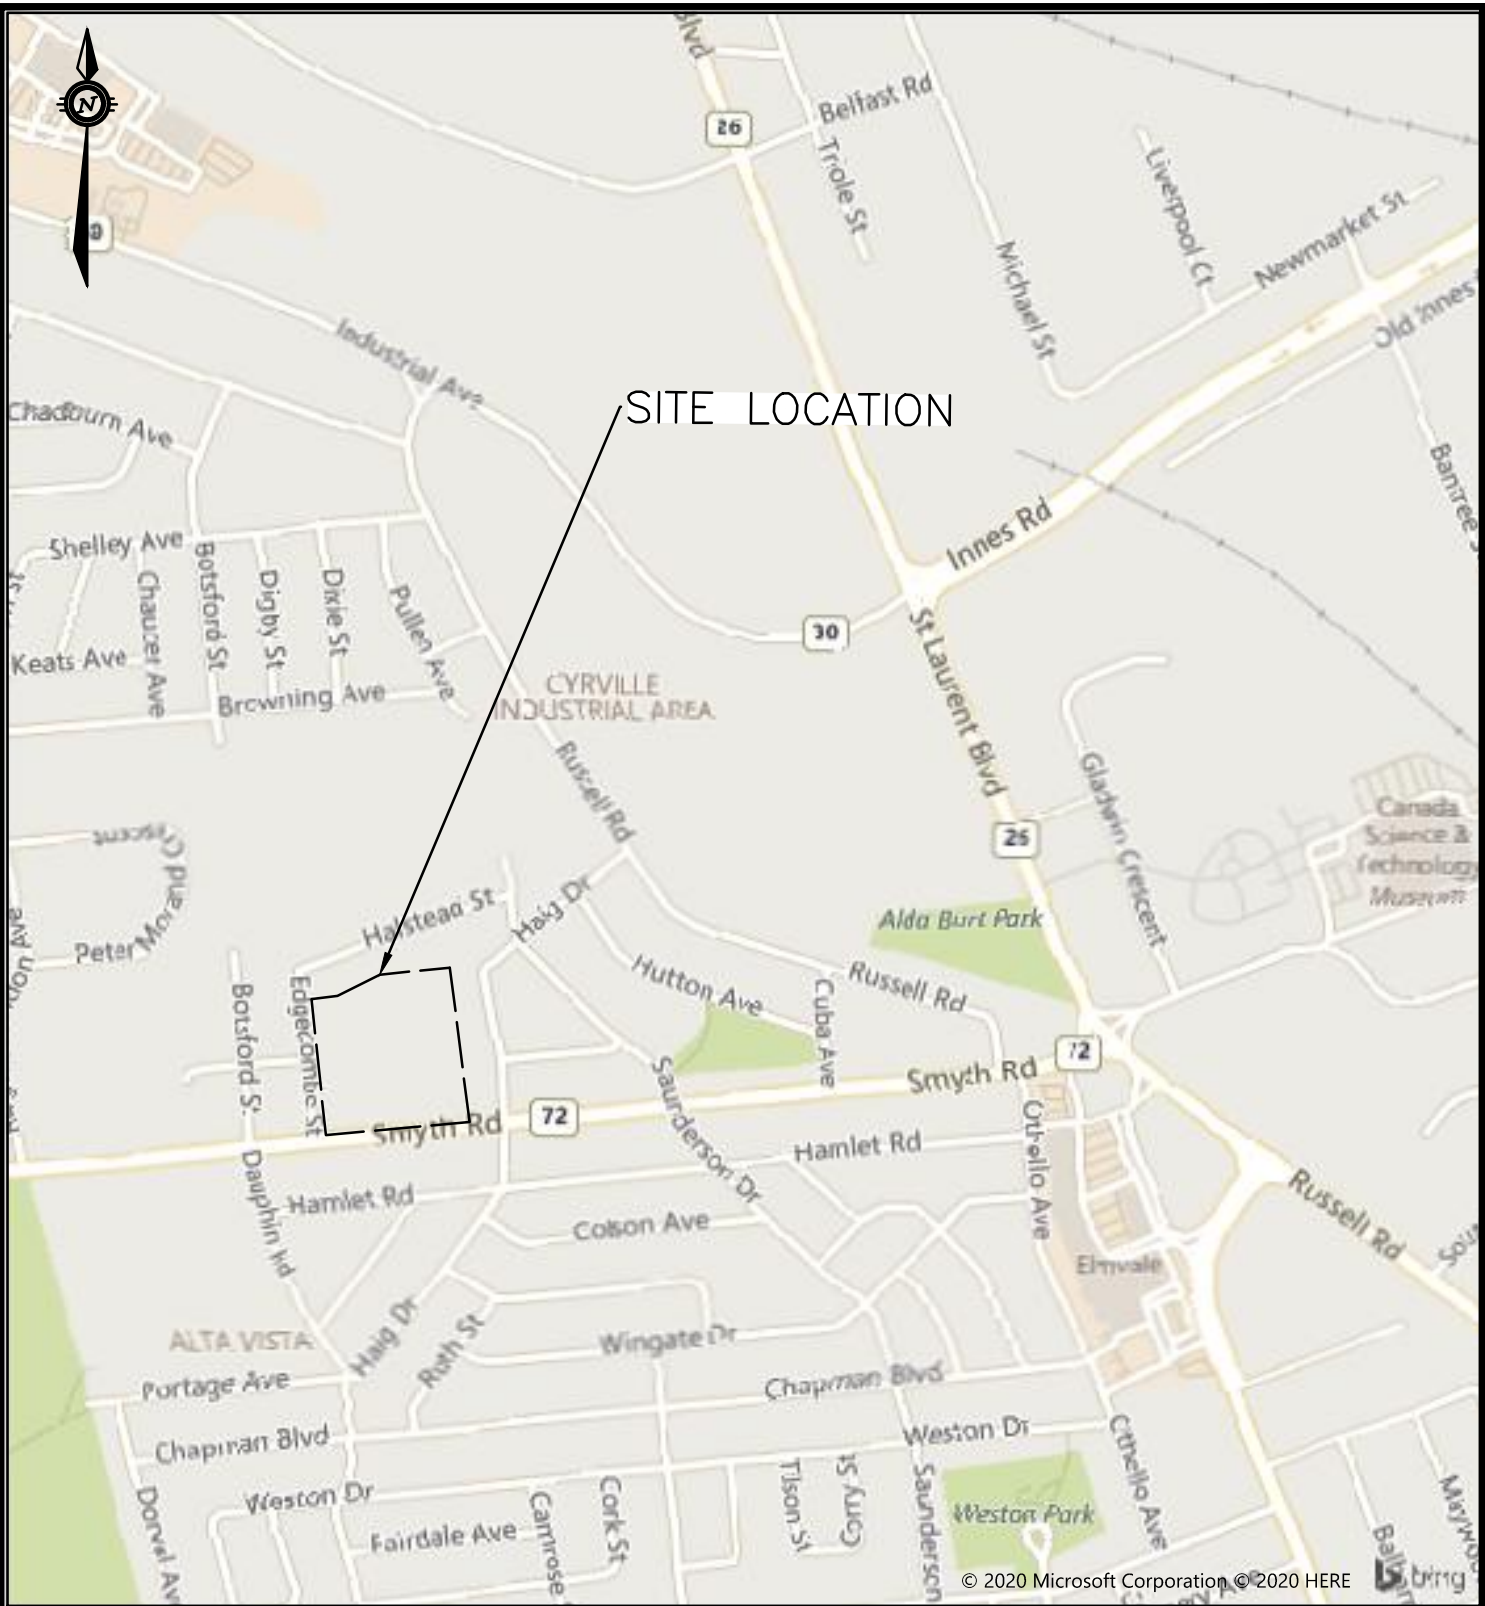 Blvd
26
Belfast Rd
N
Triole St
Liverpool Ct
Newmarket St
Michael St
Industrial Ave
Chadburn Ave
SITE LOCATION
Bantree
Innes Rd
Shelley Ave
Botsford St
Chaucer Ave
Digby St
Dixie St
Pullen Ave
30
Keats Ave
Browning Ave
CYRVILLE
INDUSTRIAL AREA
St Laurent Blvd
Russell Rd
Gladwin Crescent
26
Canada
Science &
Technology
Museum
Peter Morand Crescent
Halstead St
Haig Dr
Alda Burt Park
Hutton Ave
Russell Rd
Cuba Ave
Botsford St
Edgecombe St
72
Smyth Rd
Smyth Rd
72
Saunderson Dr
Hamlet Rd
Othello Ave
Dauphin Rd
Hamlet Rd
Colson Ave
Russell Rd
Elmvale
ALTA VISTA
Haig Dr
Roth St
Wingate Dr
Portage Ave
Chapman Blvd
Chapman Blvd
Weston Dr
Othello Ave
Weston Dr
Tilson St
Corry St
Saunderson
Weston Park
Dorval Av
Fairdale Ave
Camrose
Cork St
© 2020 Microsoft Corporation © 2020 HERE
bing